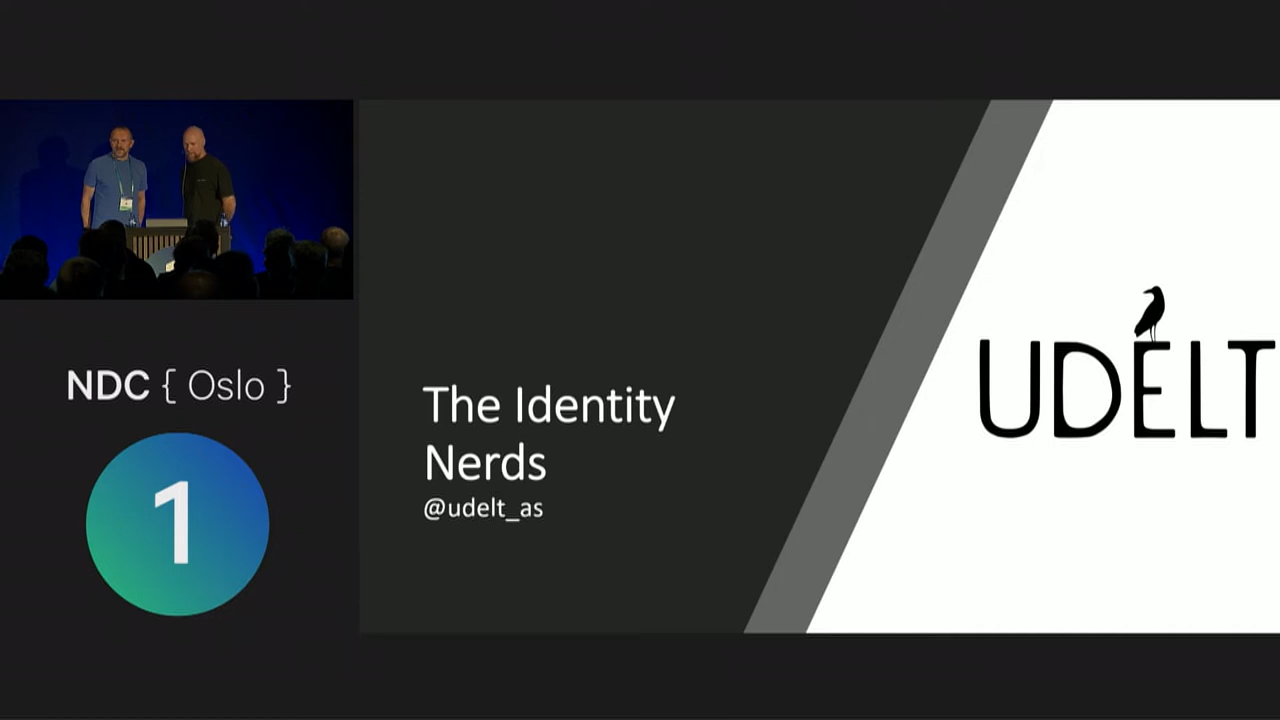 NDC { Oslo }
1
The Identity
Nerds
@udelt_as
UDELT